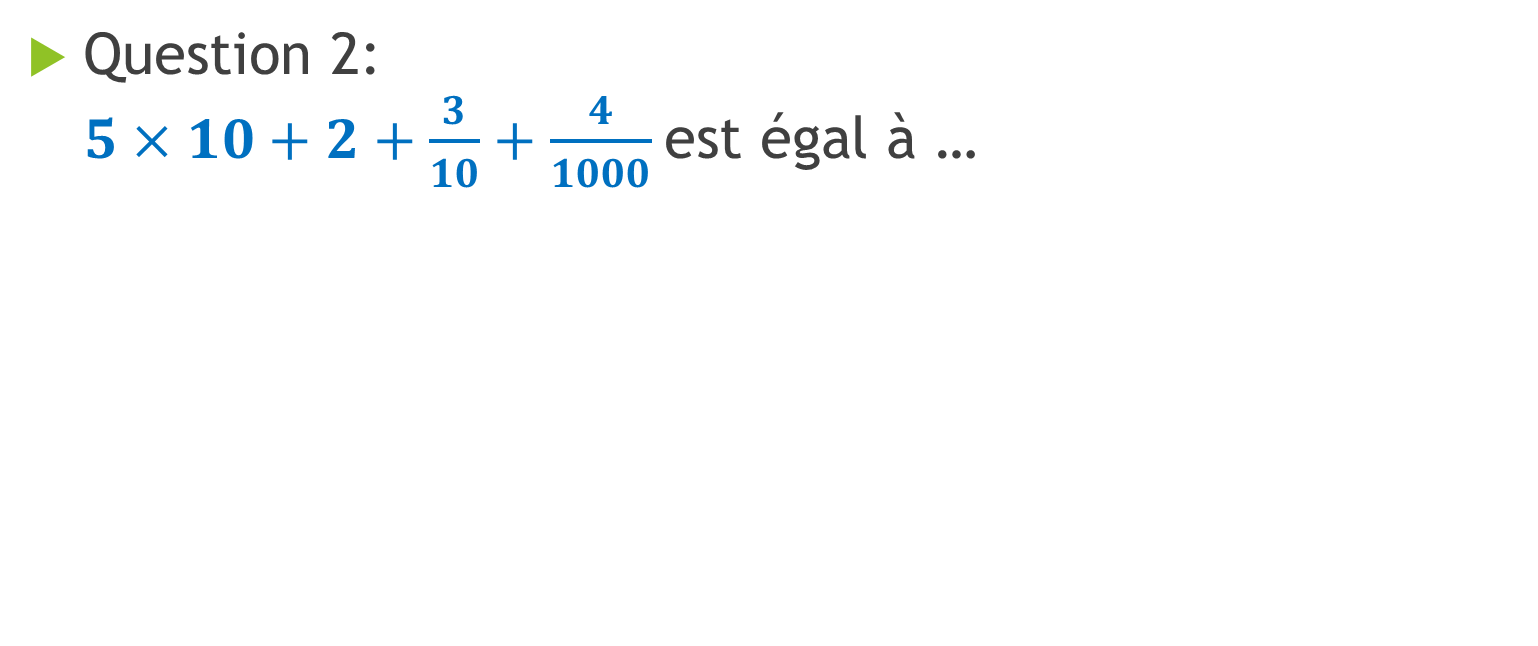 ▶ Question 2:
5 × 10 + 2 + 3/10 + 4/1000 est égal à ...